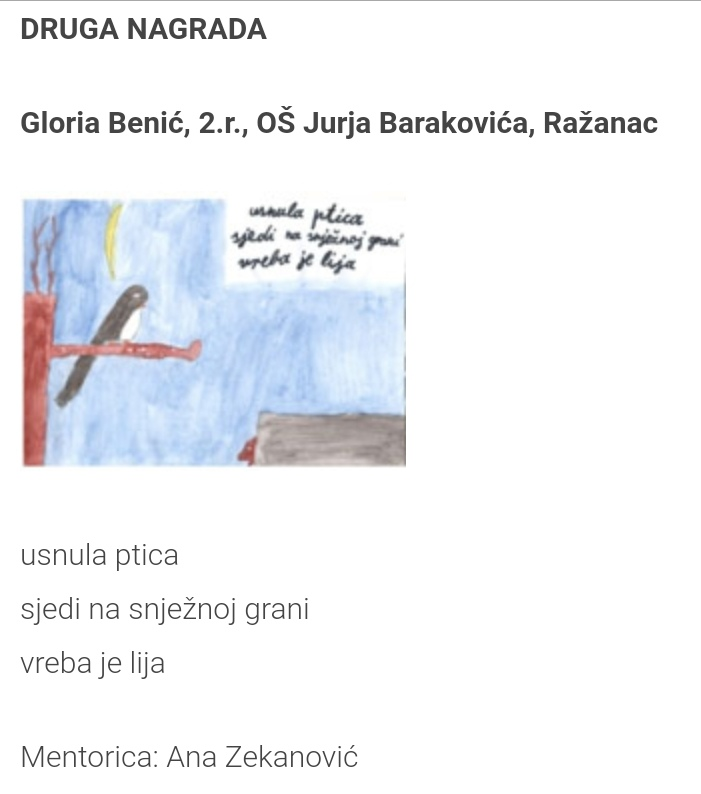 DRUGA NAGRADA
Gloria Benić, 2.r., OŠ Jurja Barakovića, Ražanac
usnula ptica
sjedi na snježnoj grani
vreba je lija
usnula ptica
sjedi na snježnoj grani
vreba je lija
Mentorica: Ana Zekanović